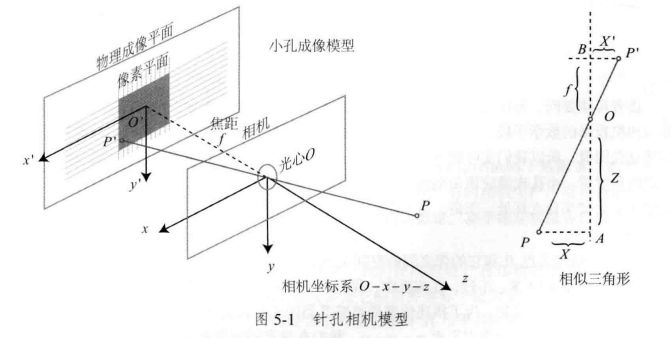 物理成像平面
像素平面
小孔成像模型
O'
P'
x'
y'
焦距
f
相机
光心O
x
y
z
P
相机坐标系 O-x-y-z
B
X'
P'
f
O
Z
P
X
A
相似三角形
图 5-1 针孔相机模型